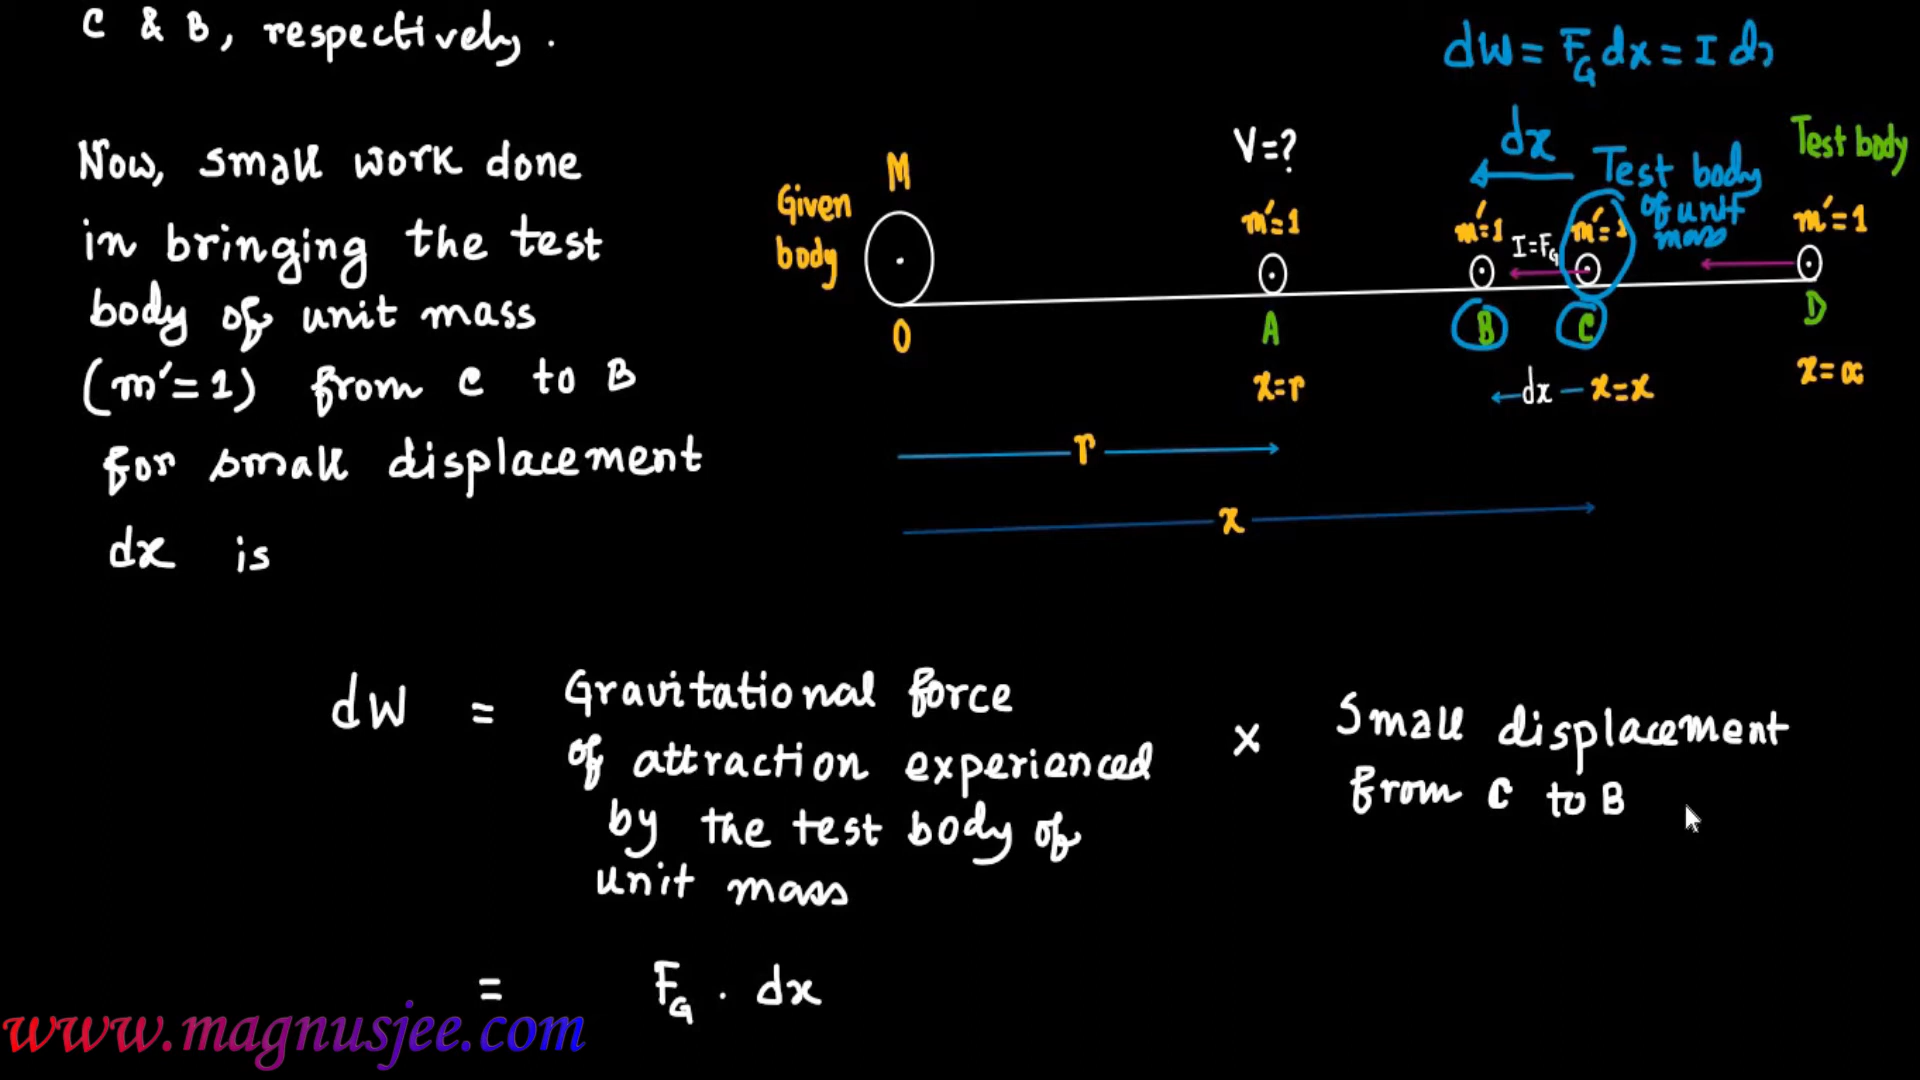 C & B, respectively.
dW = F_G dx = I d
Now, small work done
in bringing the test
body of unit mass
(m'=1) from C to B
for small displacement
dx is
V=?
dx
Test body
Test body
of unit
mass
M
Given
body
m'=1
m'=1
I=F_G
m'=1
m'=1
O
A
B
C
D
x=r
dx
x=x
x=α
r
x
dW = Gravitational force
of attraction experienced
by the test body of
unit mass
× Small displacement
from C to B
= F_G . dx
www.magnusjee.com